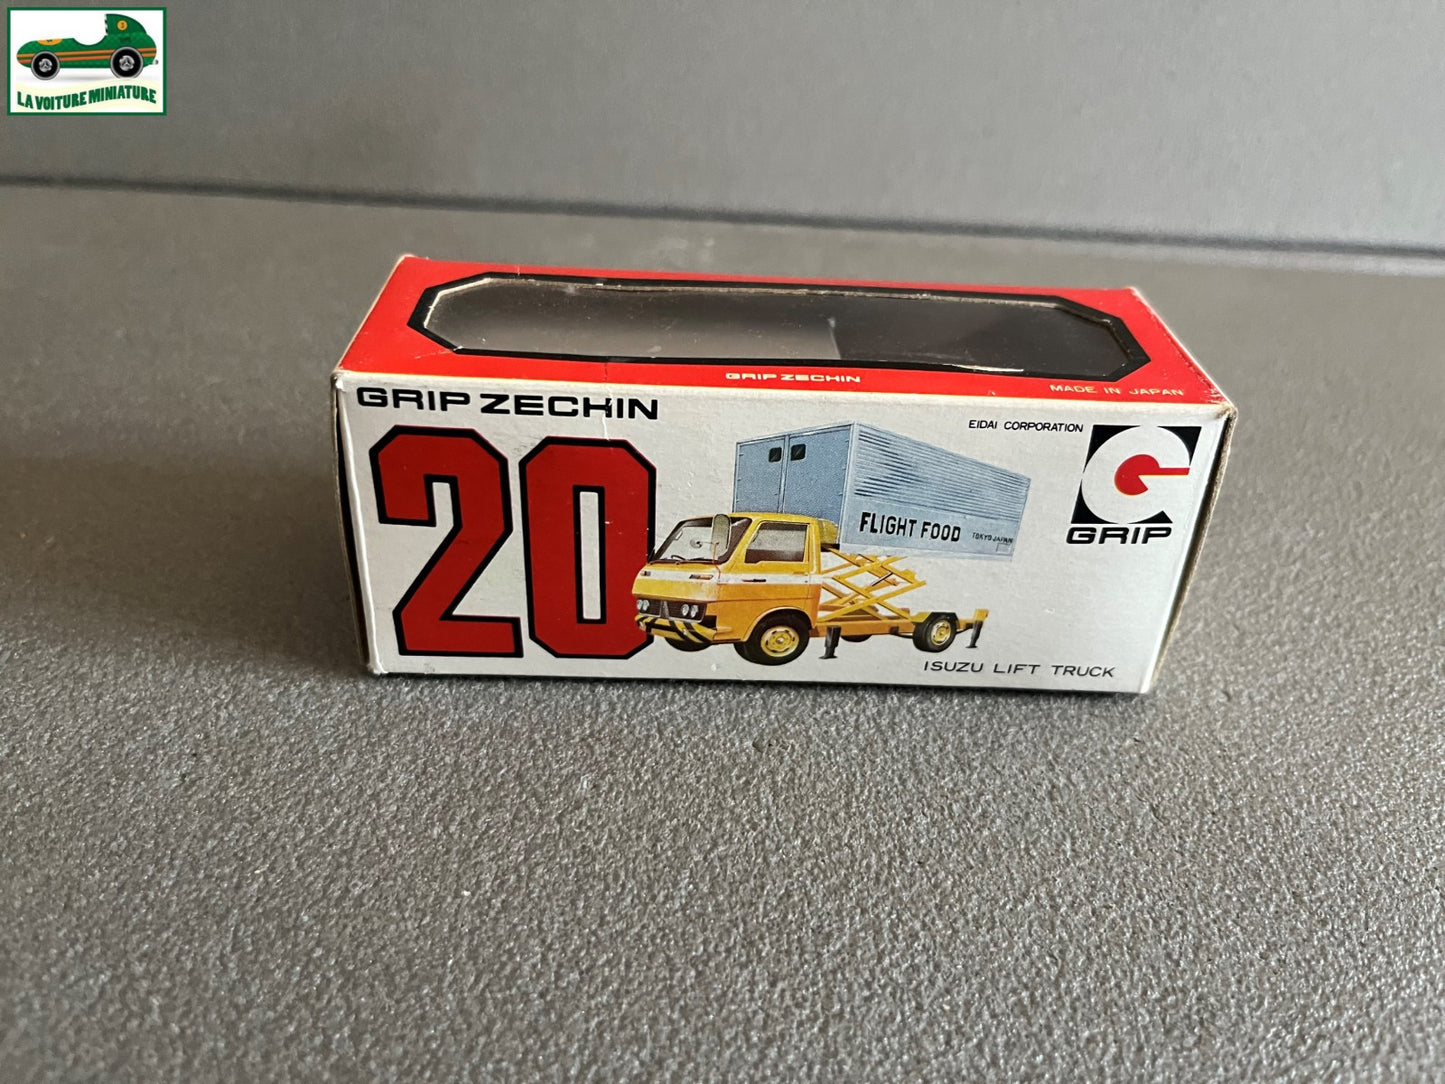 LA VOITURE MINIATURE
GRIP ZECHIN
MADE IN JAPAN
GRIP ZECHIN
20
EIDAI CORPORATION
GRIP
FLIGHT FOOD
TOKYO JAPAN
ISUZU LIFT TRUCK